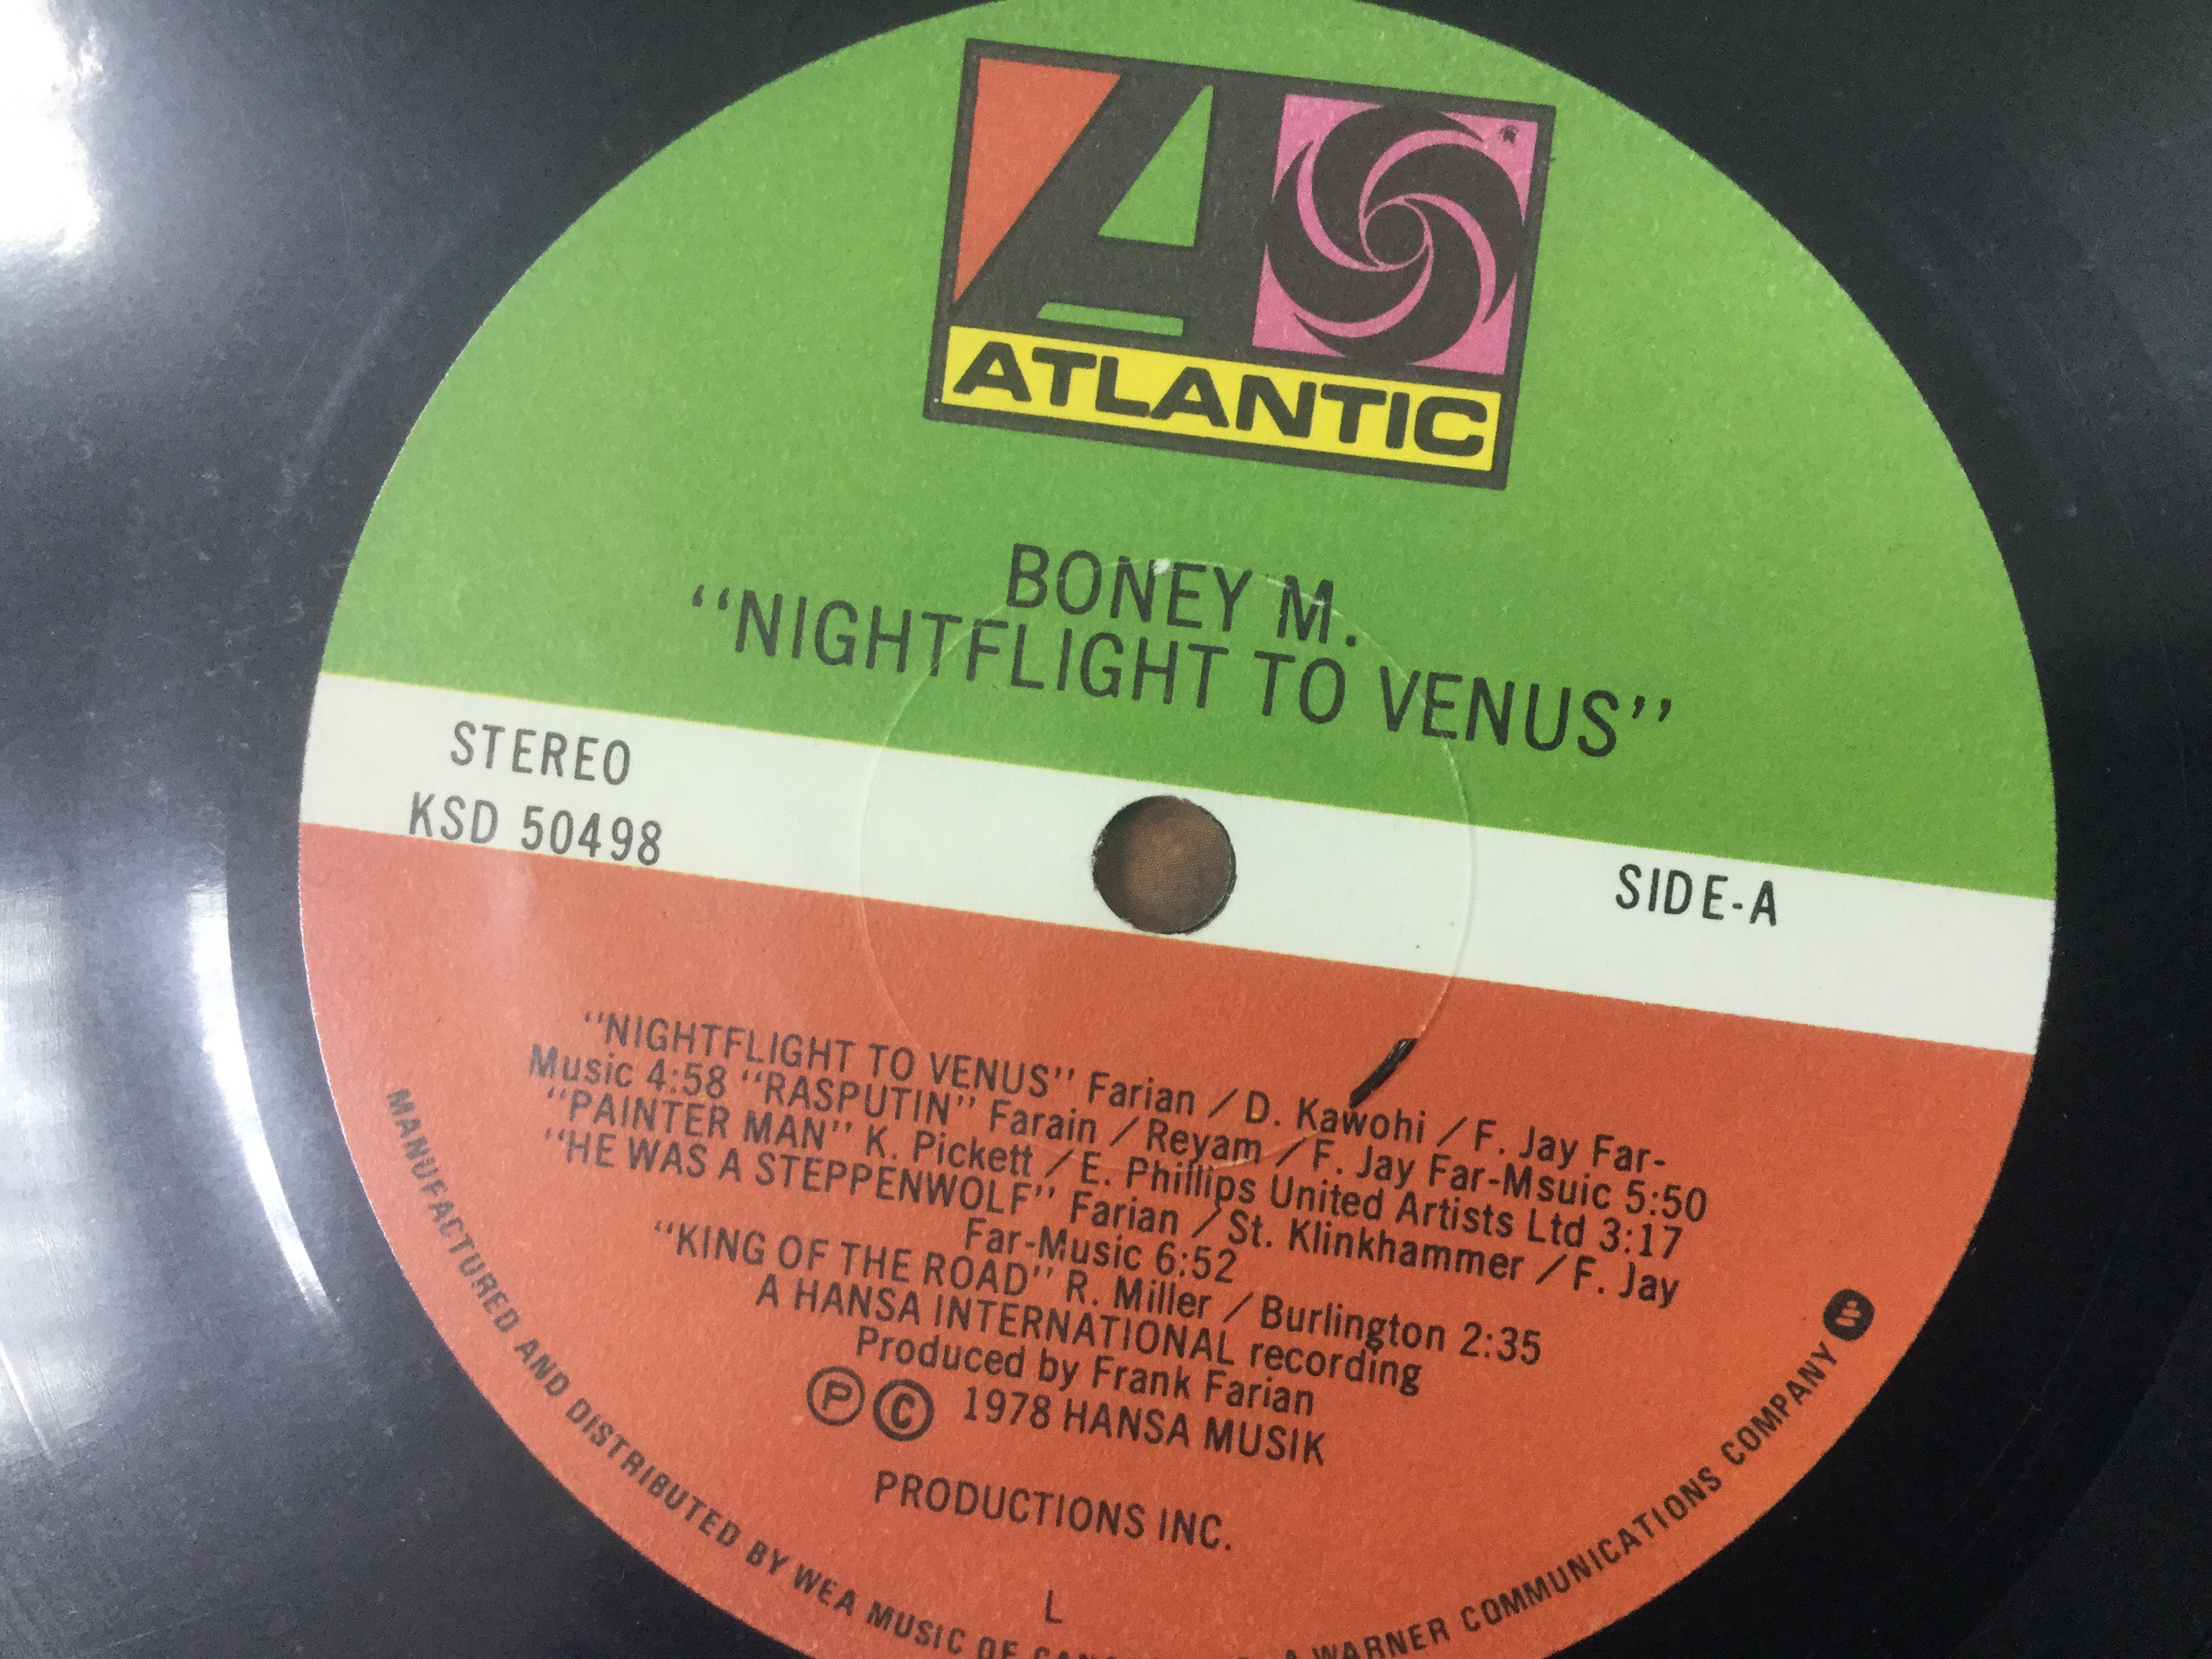 ATLANTIC
BONEY M.
“NIGHTFLIGHT TO VENUS”
STEREO
KSD 50498
SIDE-A
“NIGHTFLIGHT TO VENUS” Farian / D. Kawohi / F. Jay Far-
Music 4:58 “RASPUTIN” Farain / Reyam / F. Jay Far-Msuic 5:50
“PAINTER MAN” K. Pickett / E. Phillips United Artists Ltd 3:17
“HE WAS A STEPPENWOLF” Farian / St. Klinkhammer / F. Jay
Far-Music 6:52
“KING OF THE ROAD” R. Miller / Burlington 2:35
A HANSA INTERNATIONAL recording
Produced by Frank Farian
Ⓟ © 1978 HANSA MUSIK
PRODUCTIONS INC.
L
MANUFACTURED AND DISTRIBUTED BY WEA MUSIC OF A WARNER COMMUNICATIONS COMPANY